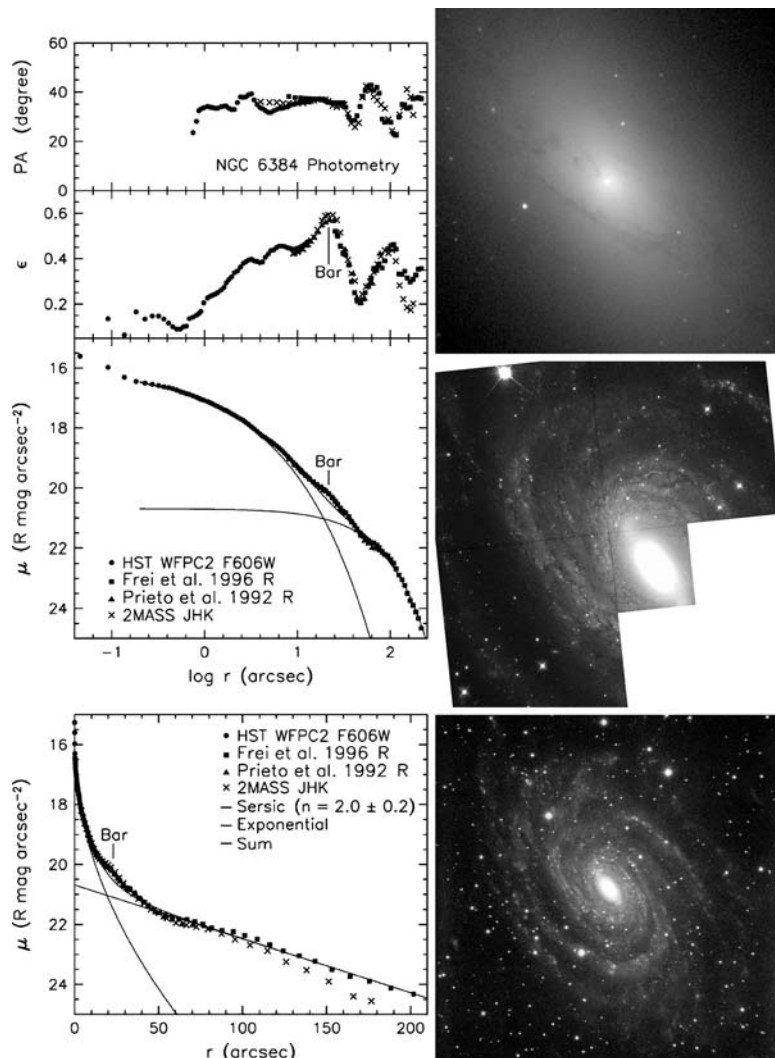 PA (degree)
60
40
20
0
NGC 6384 Photometry
ε
0.6
0.4
0.2
Bar
μ (R mag arcsec⁻²)
16
18
20
22
24
Bar
HST WFPC2 F606W
Frei et al. 1996 R
Prieto et al. 1992 R
2MASS JHK
−1 0 1 2
log r (arcsec)
μ (R mag arcsec⁻²)
16
18
20
22
24
Bar
HST WFPC2 F606W
Frei et al. 1996 R
Prieto et al. 1992 R
2MASS JHK
Sersic (n = 2.0 ± 0.2)
Exponential
Sum
0 50 100 150 200
r (arcsec)